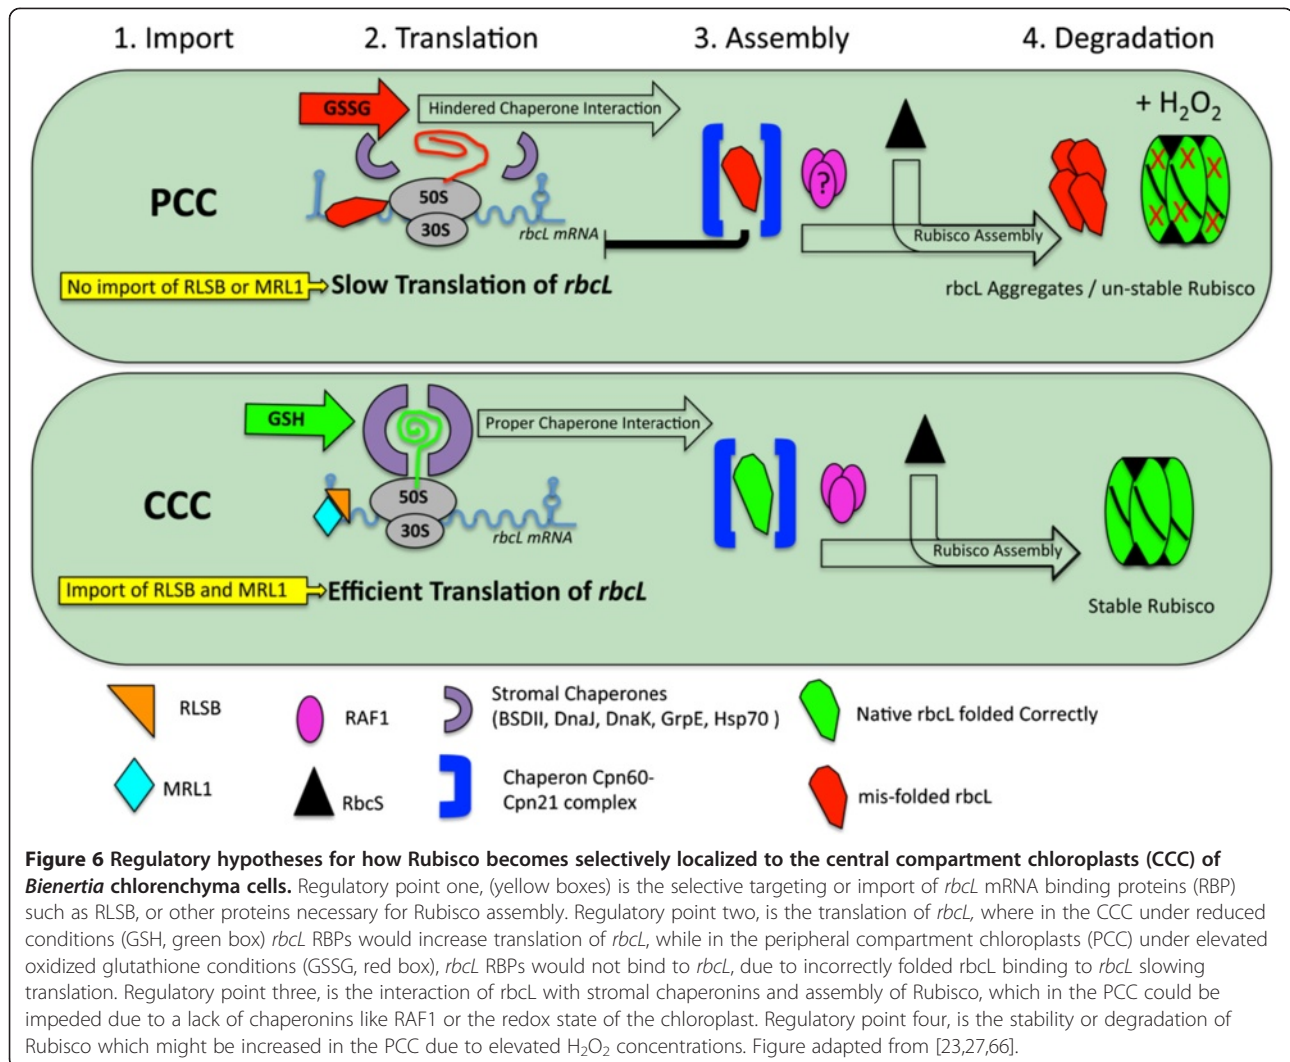 1. Import 2. Translation 3. Assembly 4. Degradation
GSSG Hindered Chaperone Interaction + H2O2
PCC
50S
30S
rbcL mRNA
?
Rubisco Assembly
No import of RLSB or MRL1 Slow Translation of rbcL
rbcL Aggregates / un-stable Rubisco
GSH Proper Chaperone Interaction
CCC
50S
30S
rbcL mRNA
Rubisco Assembly
Import of RLSB and MRL1 Efficient Translation of rbcL
Stable Rubisco
RLSB
RAF1
Stromal Chaperones
(BSDII, DnaJ, DnaK, GrpE, Hsp70 )
Native rbcL folded Correctly
MRL1
RbcS
Chaperon Cpn60-
Cpn21 complex
mis-folded rbcL
Figure 6 Regulatory hypotheses for how Rubisco becomes selectively localized to the central compartment chloroplasts (CCC) of
Bienertia chlorenchyma cells. Regulatory point one, (yellow boxes) is the selective targeting or import of rbcL mRNA binding proteins (RBP)
such as RLSB, or other proteins necessary for Rubisco assembly. Regulatory point two, is the translation of rbcL, where in the CCC under reduced
conditions (GSH, green box) rbcL RBPs would increase translation of rbcL, while in the peripheral compartment chloroplasts (PCC) under elevated
oxidized glutathione conditions (GSSG, red box), rbcL RBPs would not bind to rbcL, due to incorrectly folded rbcL binding to rbcL slowing
translation. Regulatory point three, is the interaction of rbcL with stromal chaperonins and assembly of Rubisco, which in the PCC could be
impeded due to a lack of chaperonins like RAF1 or the redox state of the chloroplast. Regulatory point four, is the stability or degradation of
Rubisco which might be increased in the PCC due to elevated H2O2 concentrations. Figure adapted from [23,27,66].